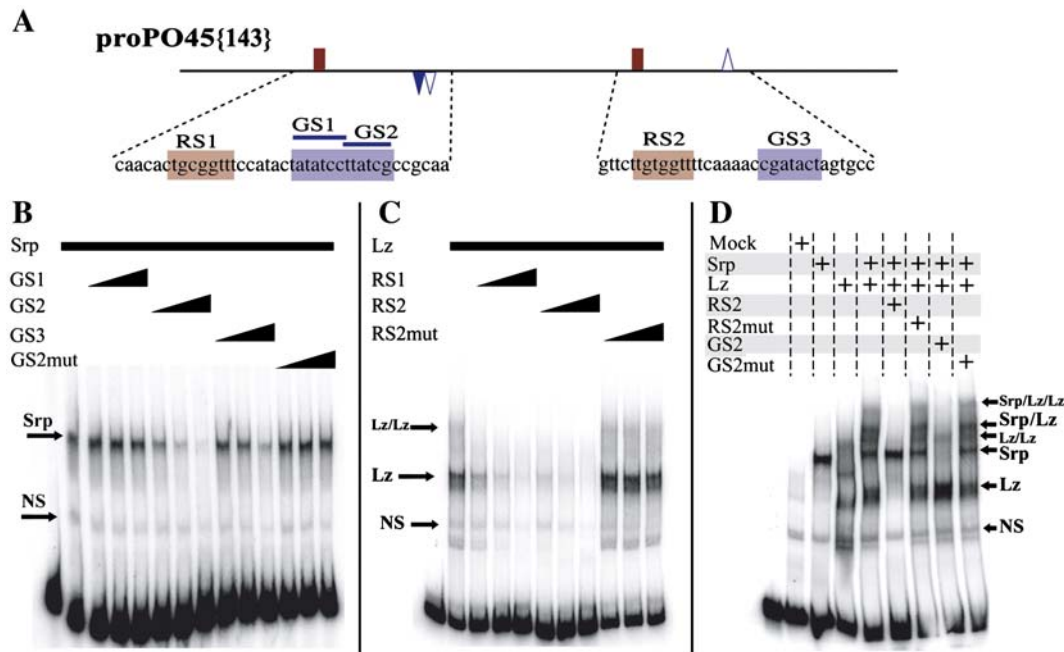 A
proPO45{143}
GS1
RS1 GS2 RS2 GS3
caacactgcggtttccatactatatccttatcgccgcaa gttcttgtggttttcaaaaccgatactagtgcc
B
Srp
GS1
GS2
GS3
GS2mut
Srp
NS
C
Lz
RS1
RS2
RS2mut
Lz/Lz
Lz
NS
D
Mock +
Srp + + + + + +
Lz + + + + + +
RS2 +
RS2mut +
GS2 +
GS2mut +
Srp/Lz/Lz
Srp/Lz
Lz/Lz
Srp
Lz
NS